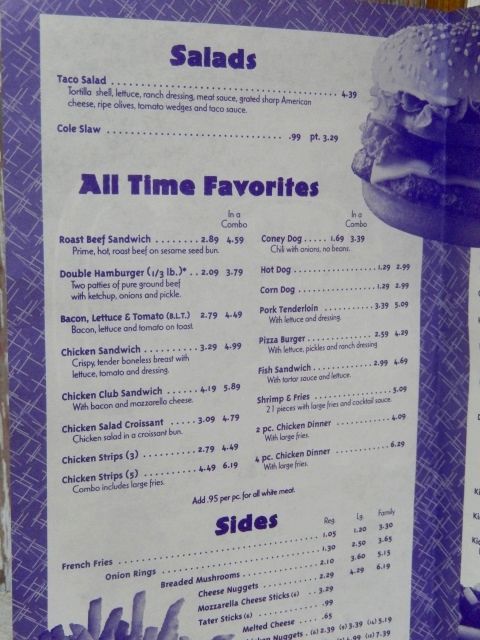 Salads
Taco Salad 4.39
Tortilla shell, lettuce, ranch dressing, meat sauce, grated sharp American
cheese, ripe olives, tomato wedges and taco sauce.
Cole Slaw .99 pt. 3.29
All Time Favorites
In a
Combo
Roast Beef Sandwich 2.89 4.59
Prime, hot, roast beef on sesame seed bun.
Double Hamburger (1/3 lb.)* 2.09 3.79
Two patties of pure ground beef
with ketchup, onions and pickle.
Bacon, Lettuce & Tomato (B.L.T.) 2.79 4.49
Bacon, lettuce and tomato on toast.
Chicken Sandwich 3.29 4.99
Crispy, tender boneless breast with
lettuce, tomato and dressing.
Chicken Club Sandwich 4.19 5.89
With bacon and mozzarella cheese.
Chicken Salad Croissant 3.09 4.79
Chicken salad in a croissant bun.
Chicken Strips (3) 2.79 4.49
Chicken Strips (5) 4.49 6.19
Combo includes large fries.
In a
Combo
Coney Dog 1.69 3.39
Chili with onions, no beans.
Hot Dog 1.29 2.99
Corn Dog 1.29 2.99
Pork Tenderloin 3.39 5.09
With lettuce and dressing.
Pizza Burger 2.59 4.29
With lettuce, pickles and ranch dressing
Fish Sandwich 2.99 4.69
With tartar sauce and lettuce.
Shrimp & Fries 5.09
21 pieces with large fries and cocktail sauce.
2 pc. Chicken Dinner 4.09
With large fries.
4 pc. Chicken Dinner 6.29
With large fries.
Add .95 per pc. for all white meat.
Sides
Reg. Lg. Family
French Fries 1.05 1.20 3.30
Onion Rings 1.30 2.50 3.65
Breaded Mushrooms 2.10 3.60 5.15
Chicken Nuggets 2.29 4.29 6.19
Mozzarella Cheese Sticks (6) 3.29
Tater Sticks (6) .99
Melted Cheese .65
Nuggets (6) 2.39 (9) 3.39 (14) 5.19
7.39